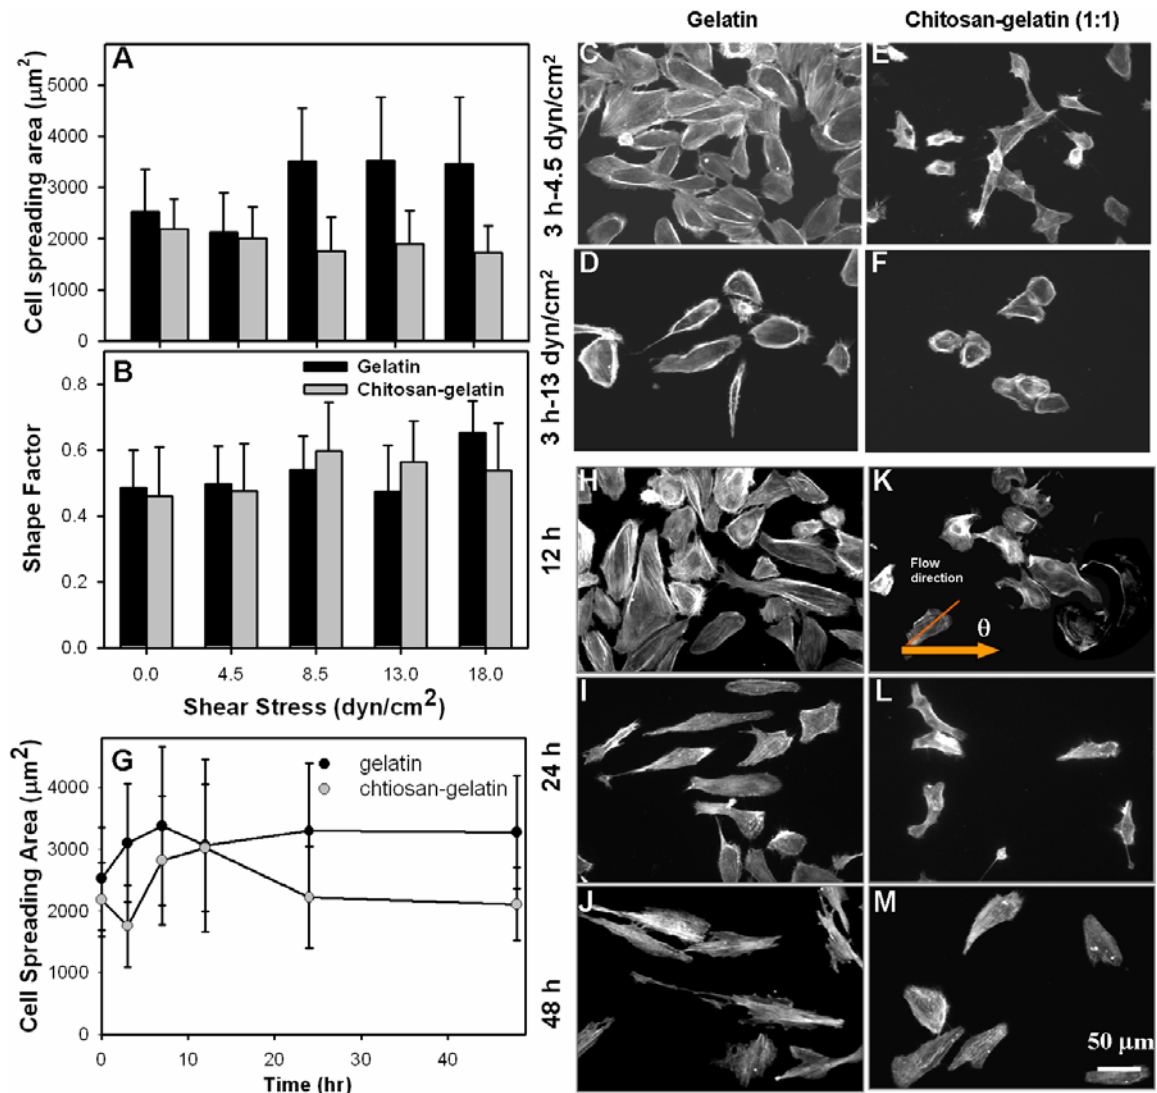 Gelatin
Chitosan-gelatin (1:1)
A
Cell spreading area (μm²)
5000
4000
3000
2000
1000
0
B
Gelatin
Chitosan-gelatin
Shape Factor
0.8
0.6
0.4
0.2
0.0
0.0 4.5 8.5 13.0 18.0
Shear Stress (dyn/cm²)
G
gelatin
chtiosan-gelatin
Cell Spreading Area (μm²)
4000
3000
2000
1000
0
0 10 20 30 40
Time (hr)
3 h-4.5 dyn/cm²
C
E
3 h-13 dyn/cm²
D
F
12 h
H
K
Flow
direction
θ
24 h
I
L
48 h
J
M
50 μm